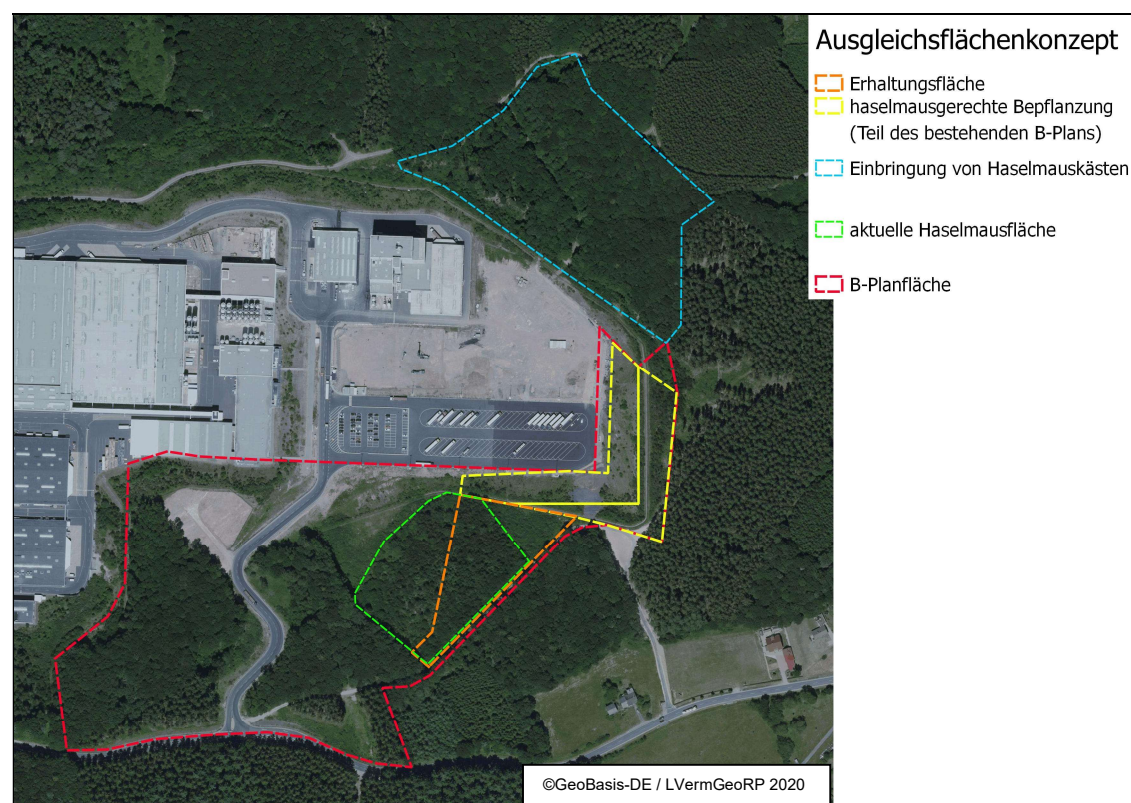 Ausgleichsflächenkonzept
Erhaltungsfläche
haselmausgerechte Bepflanzung
(Teil des bestehenden B-Plans)
Einbringung von Haselmauskästen
aktuelle Haselmausfläche
B-Planfläche
©GeoBasis-DE / LVermGeoRP 2020